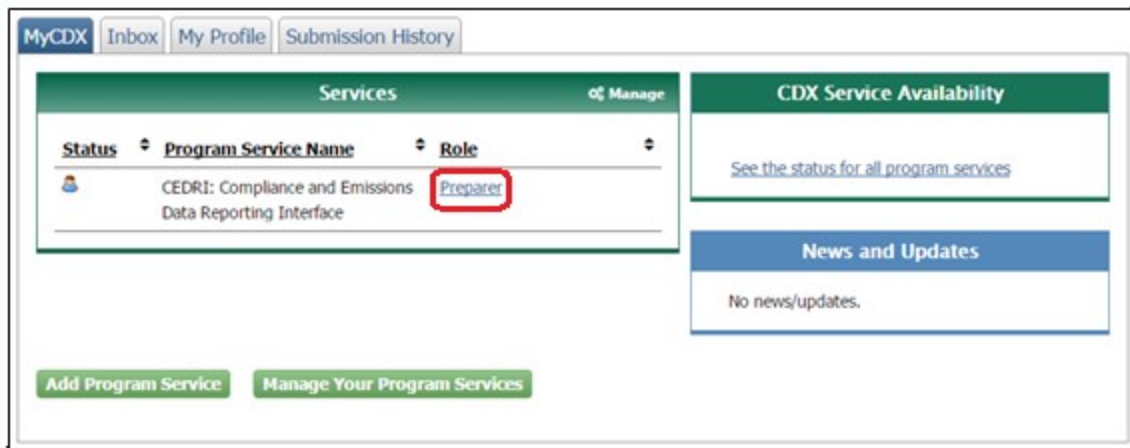 MyCDX Inbox My Profile Submission History
Services Manage
Status Program Service Name Role
CEDRI: Compliance and Emissions Preparer
Data Reporting Interface
CDX Service Availability
See the status for all program services
News and Updates
No news/updates.
Add Program Service Manage Your Program Services